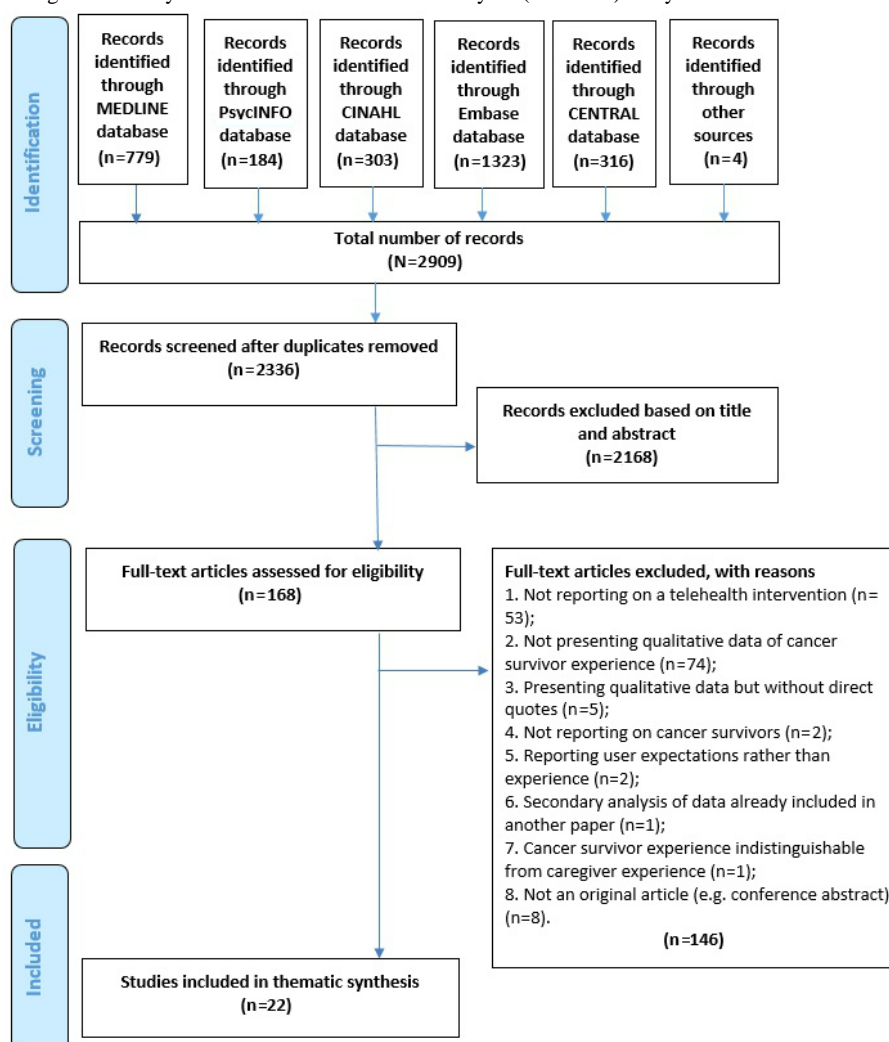 Records
identified
through
MEDLINE
database
(n=779)
Records
identified
through
PsycINFO
database
(n=184)
Records
identified
through
CINAHL
database
(n=303)
Records
identified
through
Embase
database
(n=1323)
Records
identified
through
CENTRAL
database
(n=316)
Records
identified
through
other
sources
(n=4)
Identification
Total number of records
(N=2909)
Screening
Records screened after duplicates removed
(n=2336)
Records excluded based on title
and abstract
(n=2168)
Eligibility
Full-text articles assessed for eligibility
(n=168)
Full-text articles excluded, with reasons
1. Not reporting on a telehealth intervention (n=
53);
2. Not presenting qualitative data of cancer
survivor experience (n=74);
3. Presenting qualitative data but without direct
quotes (n=5);
4. Not reporting on cancer survivors (n=2);
5. Reporting user expectations rather than
experience (n=2);
6. Secondary analysis of data already included in
another paper (n=1);
7. Cancer survivor experience indistinguishable
from caregiver experience (n=1);
8. Not an original article (e.g. conference abstract)
(n=8).
(n=146)
Included
Studies included in thematic synthesis
(n=22)